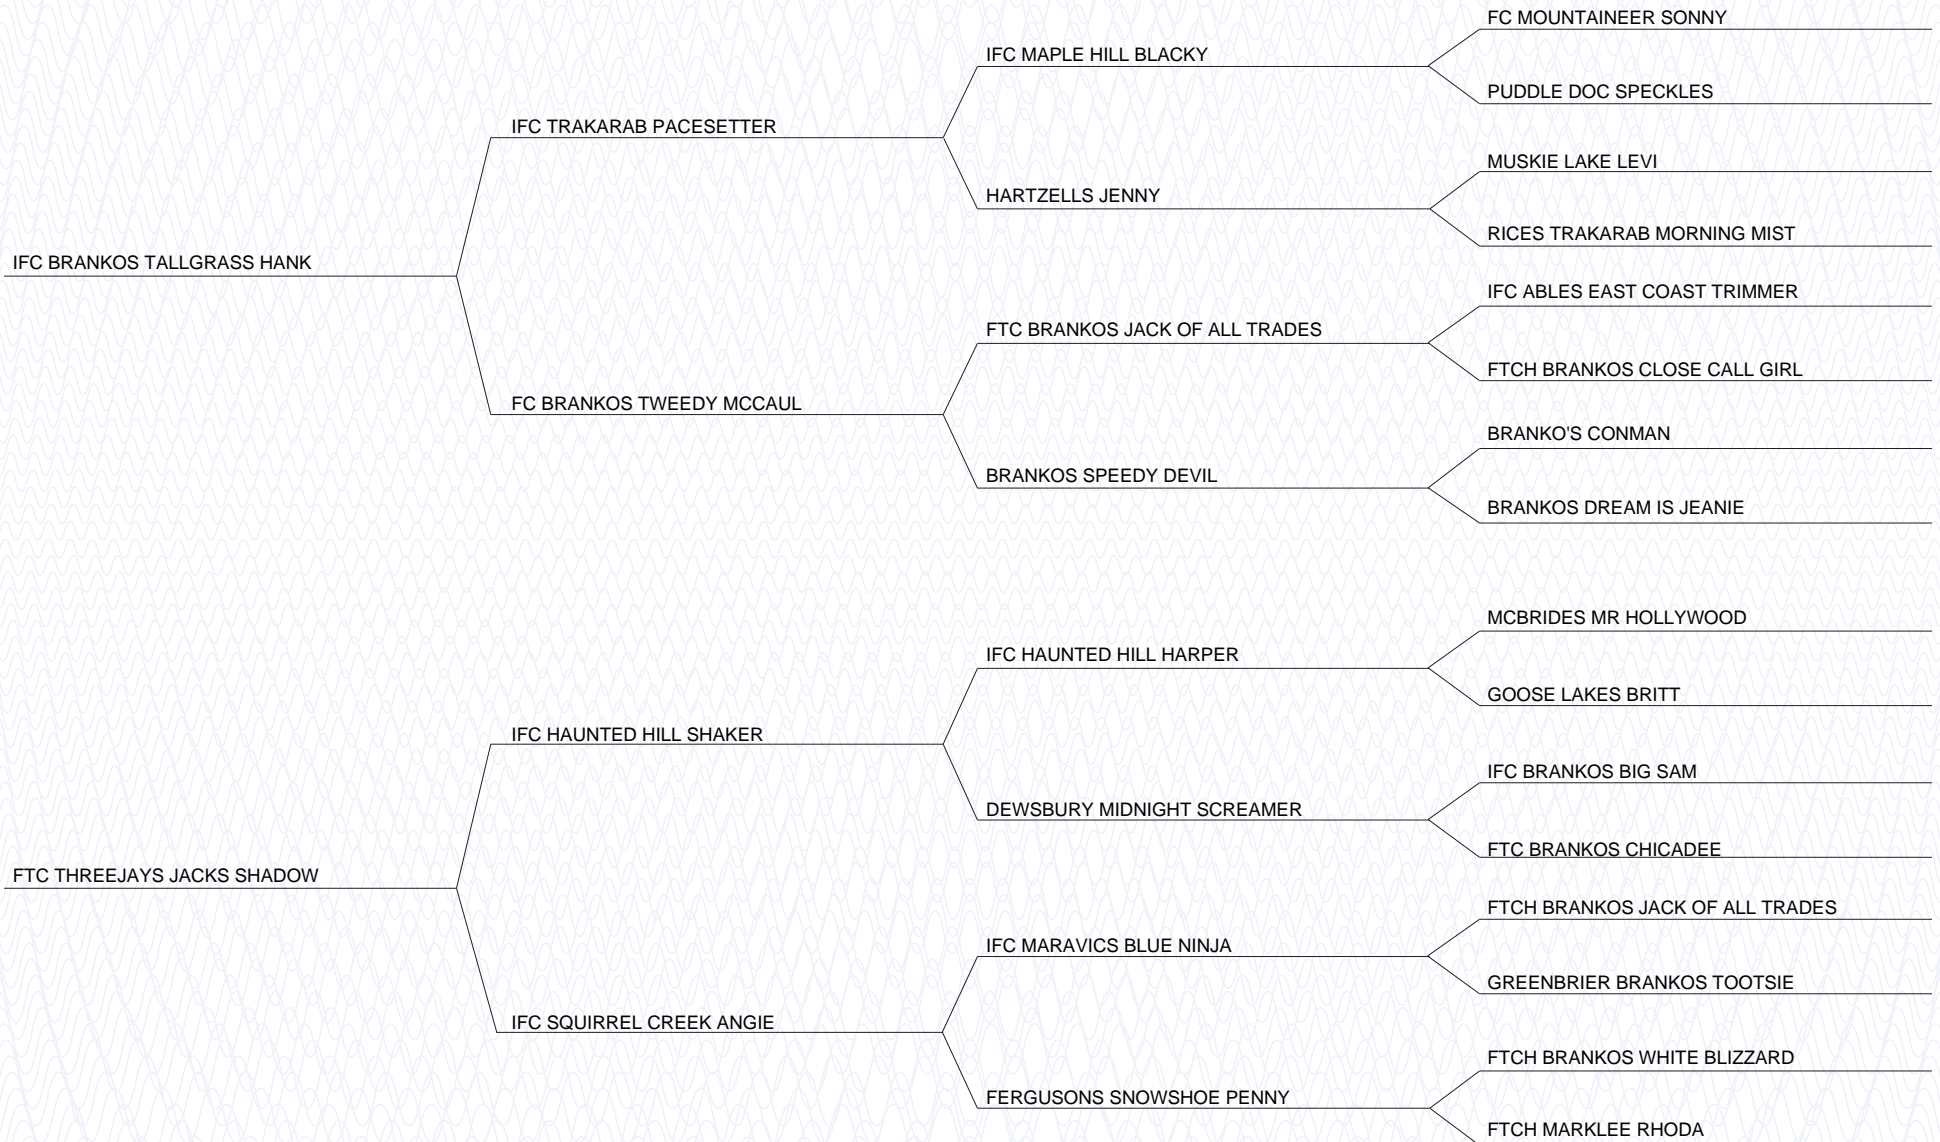 FC MOUNTAINEER SONNY
IFC MAPLE HILL BLACKY
PUDDLE DOC SPECKLES
IFC TRAKARAB PACESETTER
MUSKIE LAKE LEVI
HARTZELLS JENNY
RICES TRAKARAB MORNING MIST
IFC BRANKOS TALLGRASS HANK
IFC ABLES EAST COAST TRIMMER
FTC BRANKOS JACK OF ALL TRADES
FTCH BRANKOS CLOSE CALL GIRL
FC BRANKOS TWEEDY MCCAUL
BRANKO'S CONMAN
BRANKOS SPEEDY DEVIL
BRANKOS DREAM IS JEANIE
MCBRIDES MR HOLLYWOOD
IFC HAUNTED HILL HARPER
GOOSE LAKES BRITT
IFC HAUNTED HILL SHAKER
IFC BRANKOS BIG SAM
DEWSBURY MIDNIGHT SCREAMER
FTC BRANKOS CHICADEE
FTC THREEJAYS JACKS SHADOW
FTCH BRANKOS JACK OF ALL TRADES
IFC MARAVICS BLUE NINJA
GREENBRIER BRANKOS TOOTSIE
IFC SQUIRREL CREEK ANGIE
FTCH BRANKOS WHITE BLIZZARD
FERGUSONS SNOWSHOE PENNY
FTCH MARKLEE RHODA